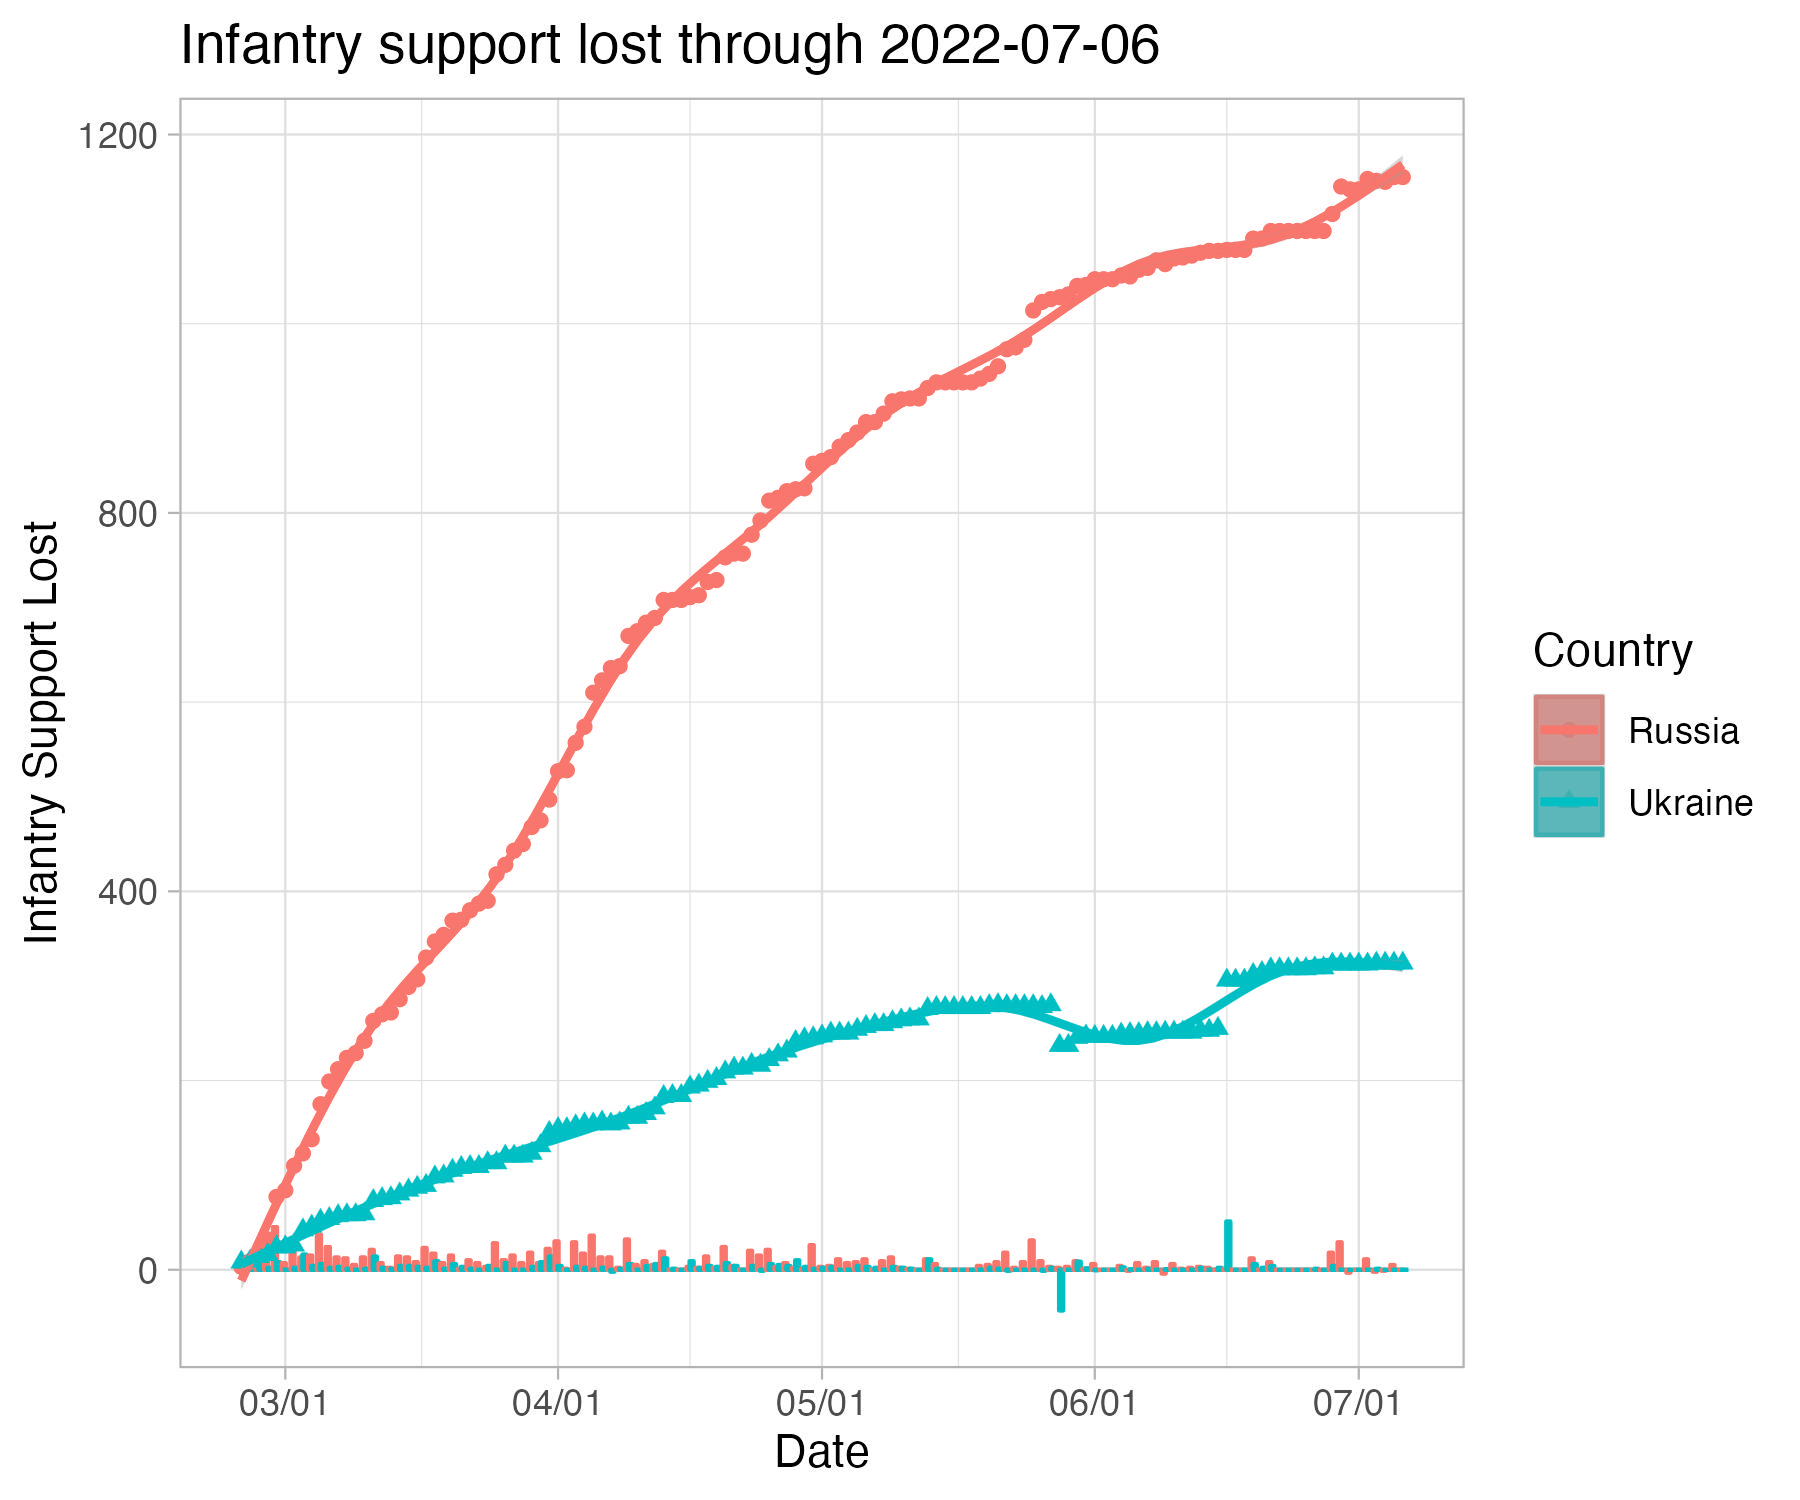 Infantry support lost through 2022-07-06
Infantry Support Lost
1200
800
400
0
03/01
04/01
05/01
06/01
07/01
Date
Country
Russia
Ukraine